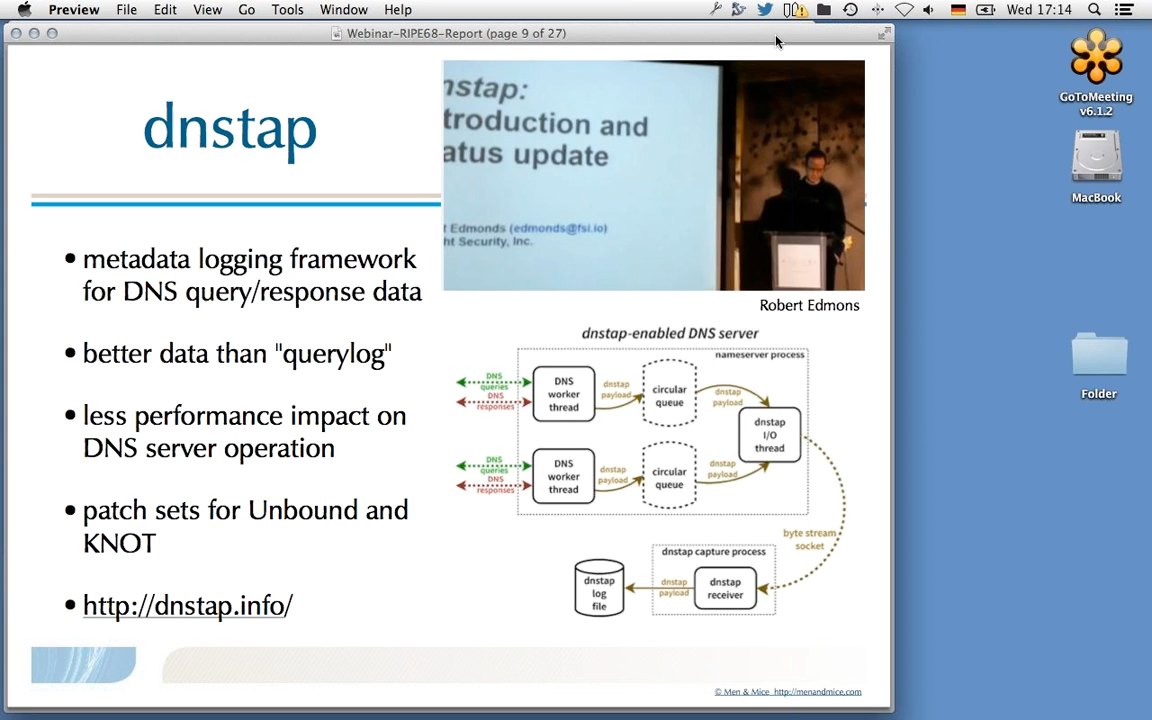 Preview File Edit View Go Tools Window Help Wed 17:14
Webinar-RIPE68-Report (page 9 of 27)
GoToMeeting
v6.1.2
MacBook
Folder
dnstap
nstap:
troduction and
atus update
t Edmonds (edmonds@fsi.io)
ht Security, Inc.
Robert Edmons
• metadata logging framework
for DNS query/response data
• better data than "querylog"
• less performance impact on
DNS server operation
• patch sets for Unbound and
KNOT
• http://dnstap.info/
dnstap-enabled DNS server
nameserver process
DNS
queries
DNS
responses
DNS
worker
thread
dnstap
payload
circular
queue
dnstap
payload
dnstap
I/O
thread
DNS
queries
DNS
responses
DNS
worker
thread
dnstap
payload
circular
queue
dnstap
payload
byte stream
socket
dnstap capture process
dnstap
log
file
dnstap
payload
dnstap
receiver
© Men & Mice http://menandmice.com